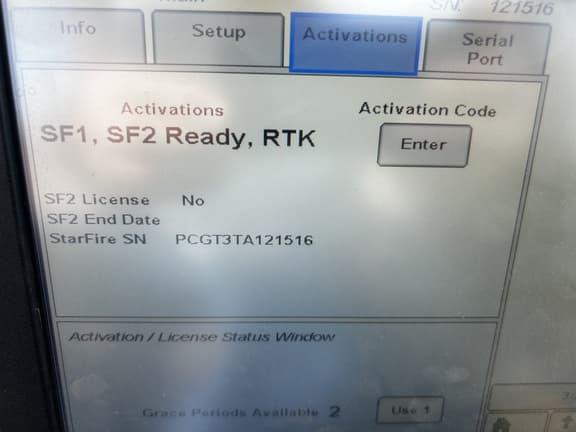 SN: 121516
Info
Setup
Activations
Serial
Port
Activations
Activation Code
SF1, SF2 Ready, RTK
Enter
SF2 License No
SF2 End Date
StarFire SN PCGT3TA121516
Activation / License Status Window
Grace Periods Available 2
Use 1